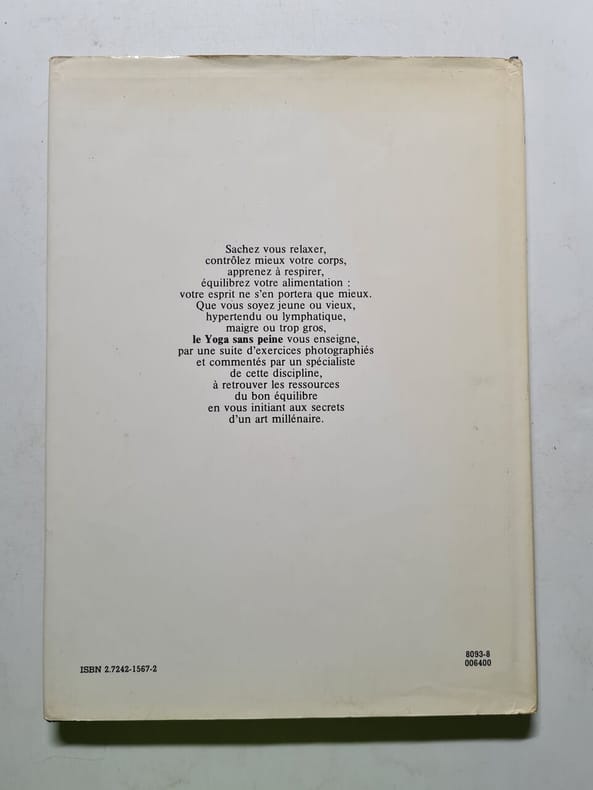 Sachez vous relaxer,
contrôlez mieux votre corps,
apprenez à respirer,
équilibrez votre alimentation :
votre esprit ne s'en portera que mieux.
Que vous soyez jeune ou vieux,
hypertendu ou lymphatique,
maigre ou trop gros,
le Yoga sans peine vous enseigne,
par une suite d'exercices photographiés
et commentés par un spécialiste
de cette discipline,
à retrouver les ressources
du bon équilibre
en vous initiant aux secrets
d'un art millénaire.
8093-8
ISBN 2.7242-1567-2
006400